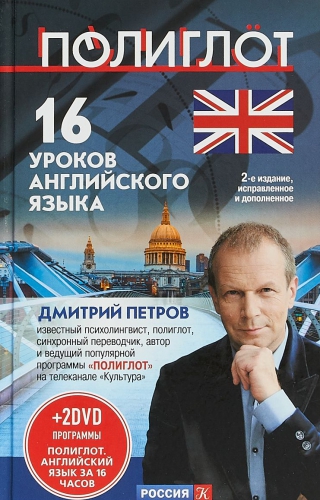 ПОЛИГЛОТ
16
УРОКОВ
АНГЛИЙСКОГО
ЯЗЫКА
2-е издание,
исправленное
и дополненное
ДМИТРИЙ ПЕТРОВ
известный психолингвист, полиглот,
синхронный переводчик, автор
и ведущий популярной
программы «ПОЛИГЛОТ»
на телеканале «Культура»
+2DVD
ПРОГРАММЫ
ПОЛИГЛОТ.
АНГЛИЙСКИЙ
ЯЗЫК ЗА 16
ЧАСОВ
РОССИЯ К